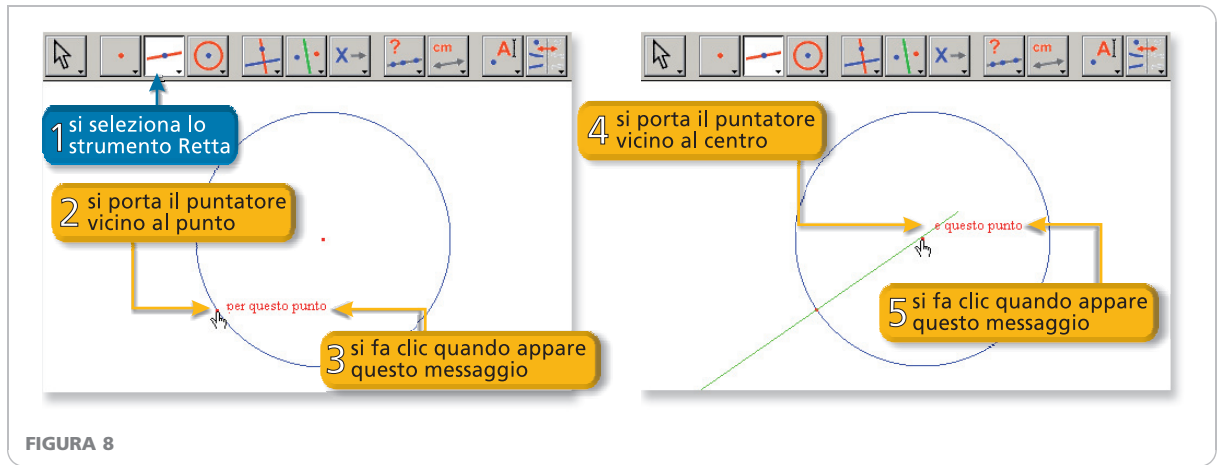 ? cm A
? cm A
1 si seleziona lo
strumento Retta
2 si porta il puntatore
vicino al punto
per questo punto
3 si fa clic quando appare
questo messaggio
4 si porta il puntatore
vicino al centro
e questo punto
5 si fa clic quando appare
questo messaggio
FIGURA 8